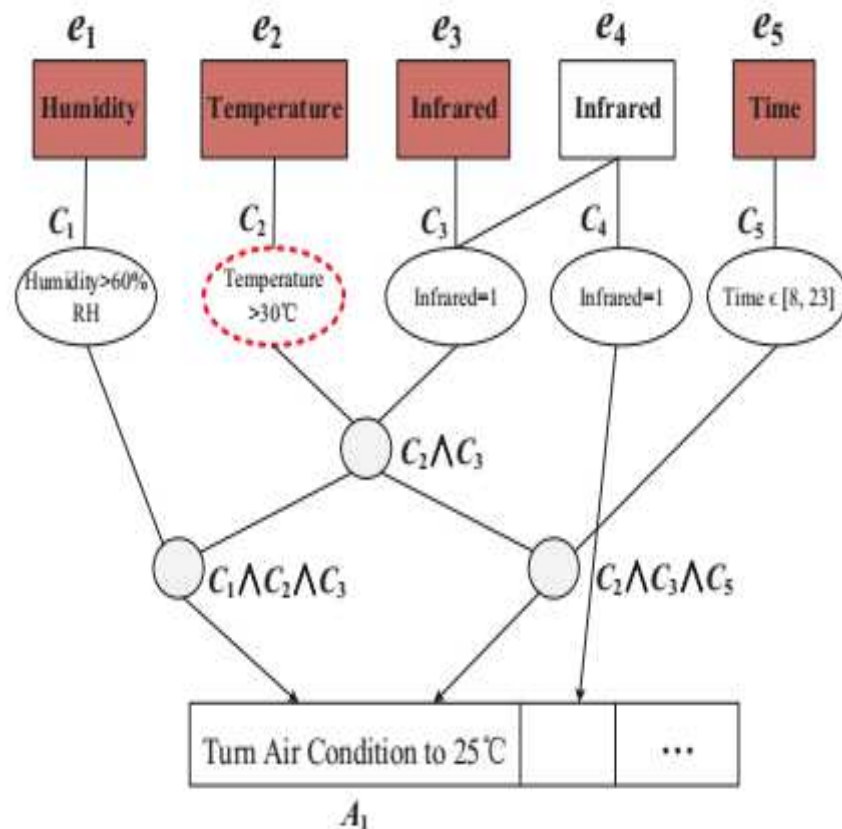 e₁ e₂ e₃ e₄ e₅
Humidity Temperature Infrared Infrared Time
C₁ C₂ C₃ C₄ C₅
Humidity>60%
RH
Temperature
>30℃
Infrared=1
Infrared=1
Time ϵ [8, 23]
C₂⋀C₃
C₁⋀C₂⋀C₃
C₂⋀C₃⋀C₅
Turn Air Condition to 25℃
...
A₁